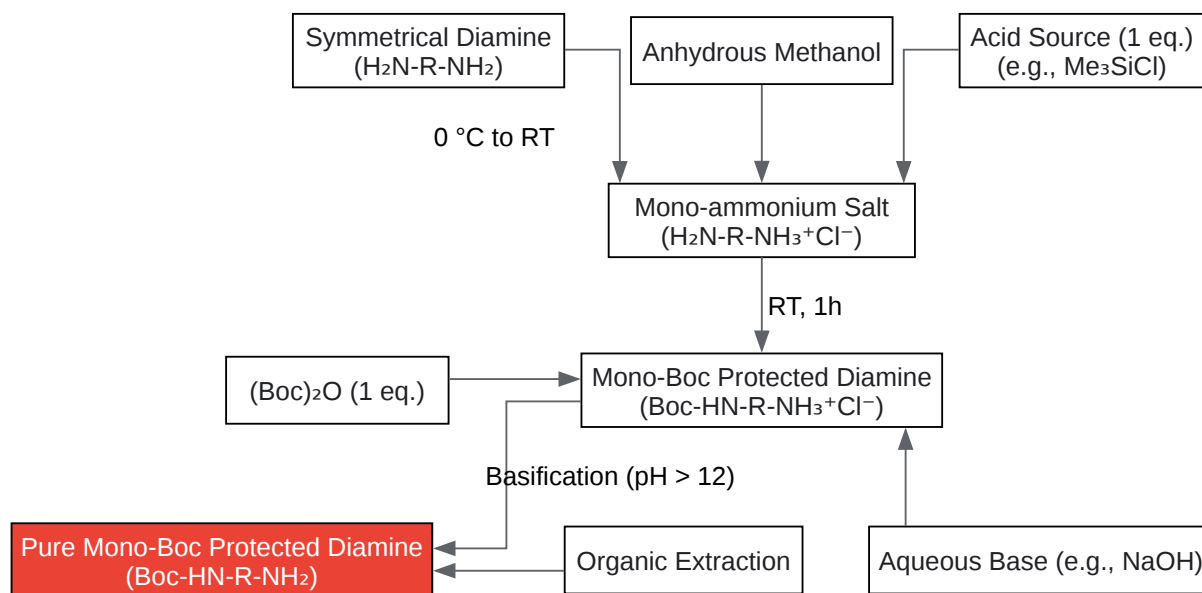 Symmetrical Diamine
(H₂N-R-NH₂)
Anhydrous Methanol
Acid Source (1 eq.)
(e.g., Me₃SiCl)
0 °C to RT
Mono-ammonium Salt
(H₂N-R-NH₃⁺Cl⁻)
RT, 1h
(Boc)₂O (1 eq.)
Mono-Boc Protected Diamine
(Boc-HN-R-NH₃⁺Cl⁻)
Basification (pH > 12)
Pure Mono-Boc Protected Diamine
(Boc-HN-R-NH₂)
Organic Extraction
Aqueous Base (e.g., NaOH)